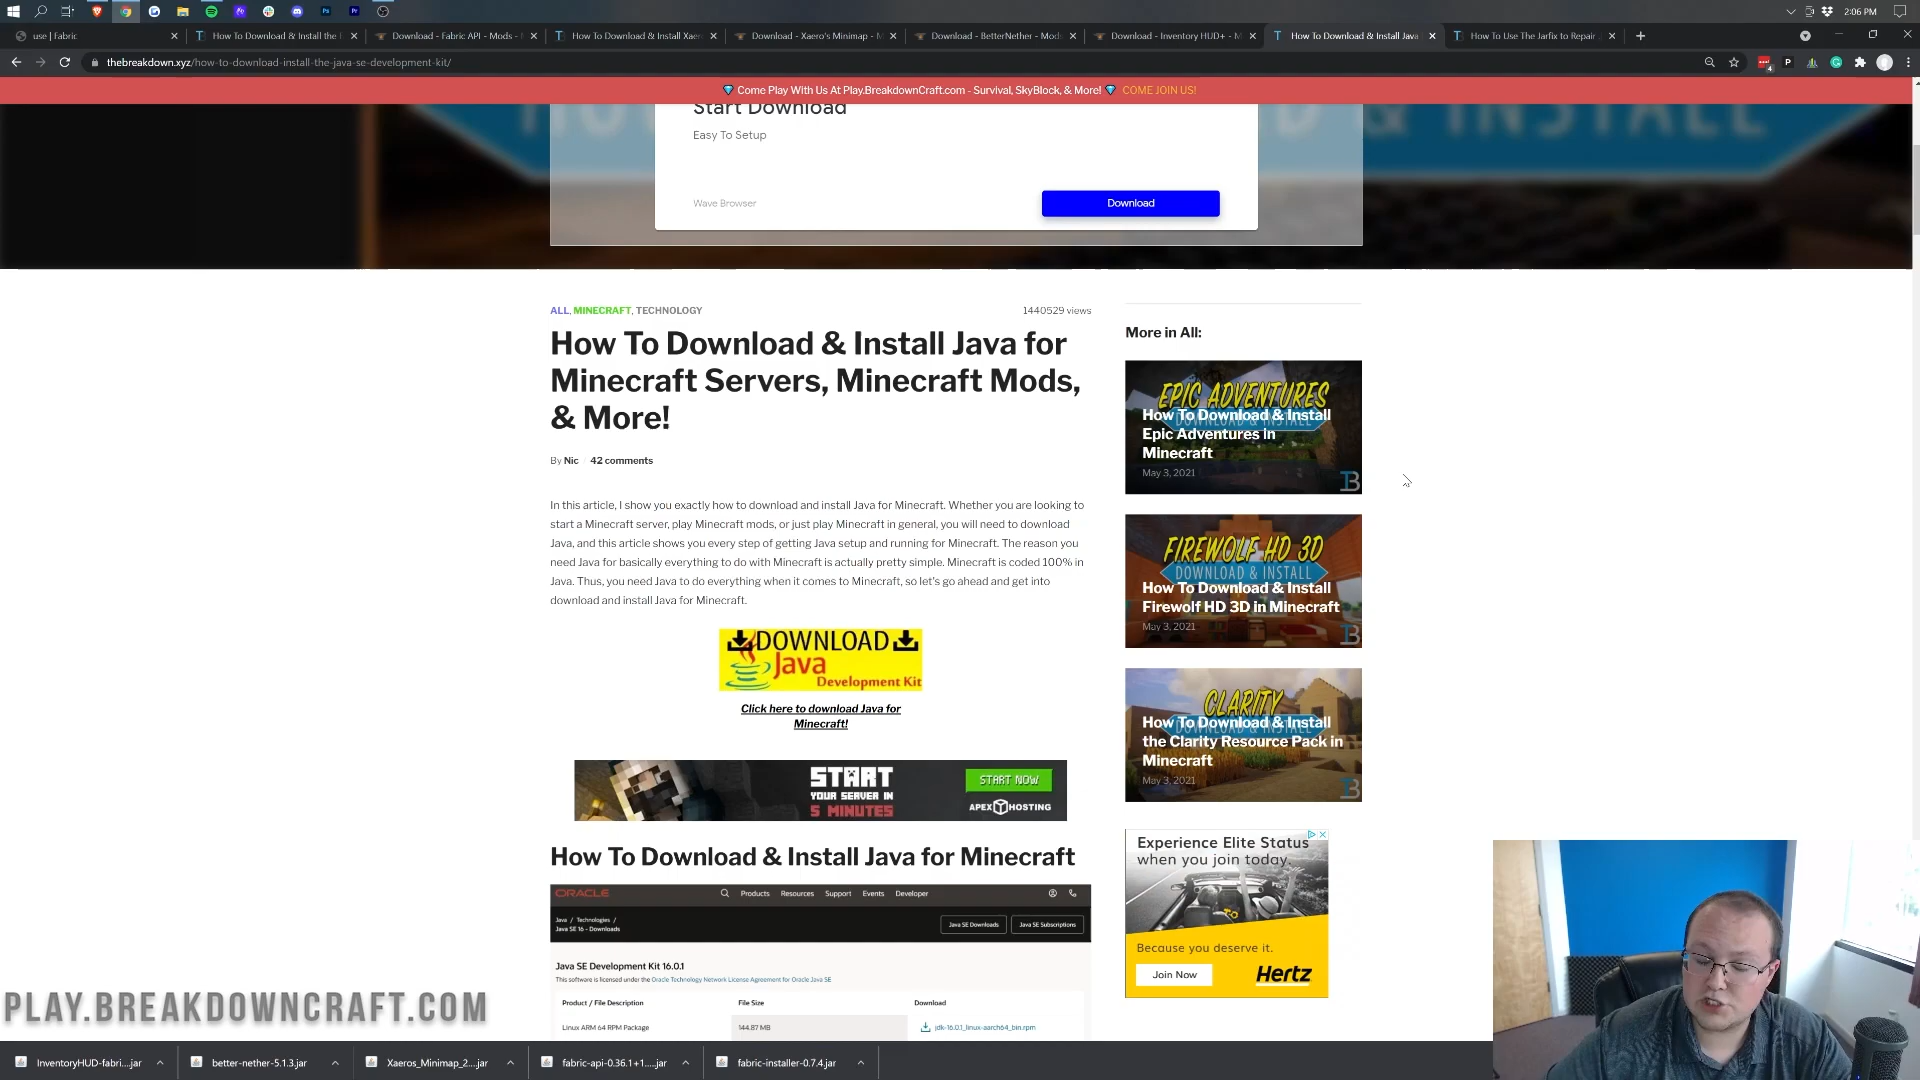 2:06 PM
use | Fabric
How To Download & Install the F
Download - Fabric API - Mods -
How To Download & Install Xaero
Download - Xaero's Minimap - M
Download - BetterNether - Mods
Download - Inventory HUD+ - M
How To Download & Install Java
How To Use The Jarfix to Repair
thebreakdown.xyz/how-to-download-install-the-java-se-development-kit/
Come Play With Us At Play.BreakdownCraft.com - Survival, SkyBlock, & More! COME JOIN US!
Start Download
Easy To Setup
Wave Browser
Download
ALL, MINECRAFT, TECHNOLOGY
1440529 views
How To Download & Install Java for
Minecraft Servers, Minecraft Mods,
& More!
By Nic / 42 comments
In this article, I show you exactly how to download and install Java for Minecraft. Whether you are looking to
start a Minecraft server, play Minecraft mods, or just play Minecraft in general, you will need to download
Java, and this article shows you every step of getting Java setup and running for Minecraft. The reason you
need Java for basically everything to do with Minecraft is actually pretty simple. Minecraft is coded 100% in
Java. Thus, you need Java to do everything when it comes to Minecraft, so let's go ahead and get into
download and install Java for Minecraft.
DOWNLOAD
Java
Development Kit
Click here to download Java for
Minecraft!
START
YOUR SERVER IN
5 MINUTES
START NOW
APEX HOSTING
How To Download & Install Java for Minecraft
ORACLE
Products Resources Support Events Developer
Java / Technologies /
Java SE 16 - Downloads
Java SE Downloads
Java SE Subscriptions
Java SE Development Kit 16.0.1
This software is licensed under the Oracle Technology Network License Agreement for Oracle Java SE
Product / File Description File Size Download
Linux ARM 64 RPM Package 144.87 MB jdk-16.0.1_linux-aarch64_bin.rpm
More in All:
EPIC ADVENTURES
DOWNLOAD & INSTALL
How To Download & Install
Epic Adventures in
Minecraft
May 3, 2021
FIREWOLF HD 3D
DOWNLOAD & INSTALL
How To Download & Install
Firewolf HD 3D in Minecraft
May 3, 2021
CLARITY
DOWNLOAD & INSTALL
How To Download & Install
the Clarity Resource Pack in
Minecraft
May 3, 2021
Experience Elite Status
when you join today.
Because you deserve it.
Join Now
Hertz
PLAY.BREAKDOWNCRAFT.COM
InventoryHUD-fabri....jar
better-nether-5.1.3.jar
Xaeros_Minimap_2....jar
fabric-api-0.36.1+1.....jar
fabric-installer-0.7.4.jar